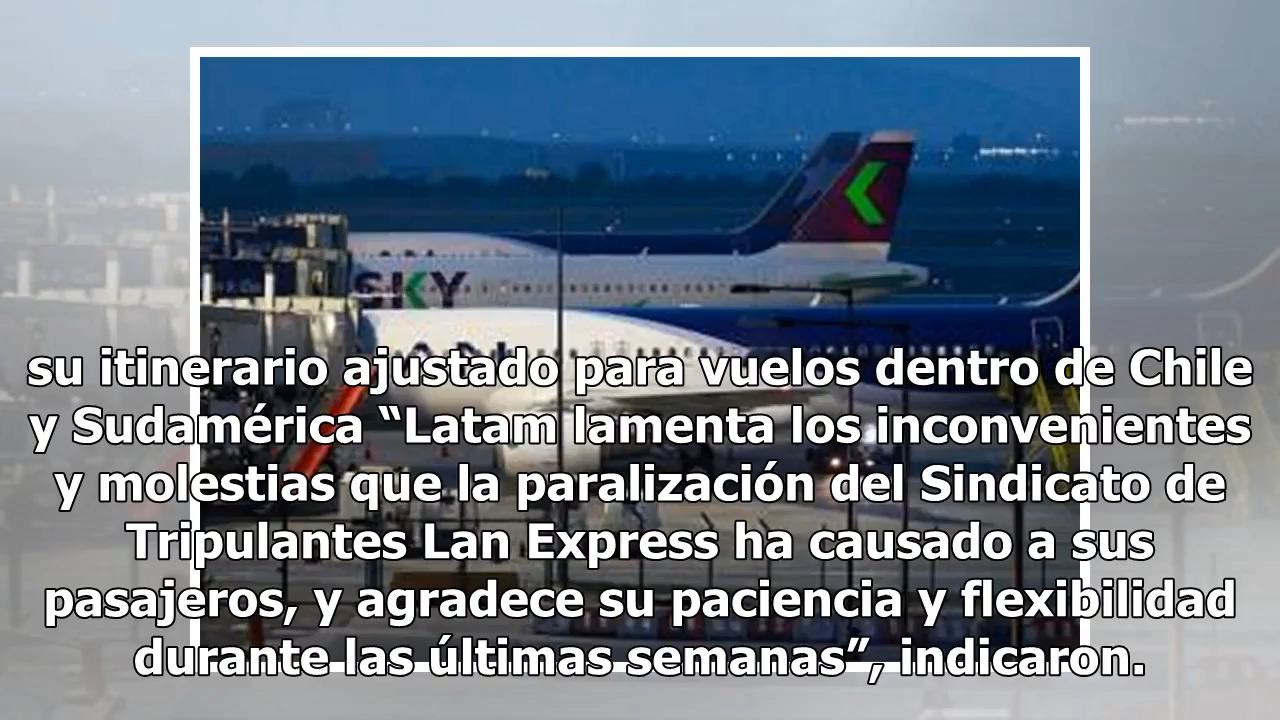 SKY
su itinerario ajustado para vuelos dentro de Chile
y Sudamérica “Latam lamenta los inconvenientes
y molestias que la paralización del Sindicato de
Tripulantes Lan Express ha causado a sus
pasajeros, y agradece su paciencia y flexibilidad
durante las últimas semanas”, indicaron.